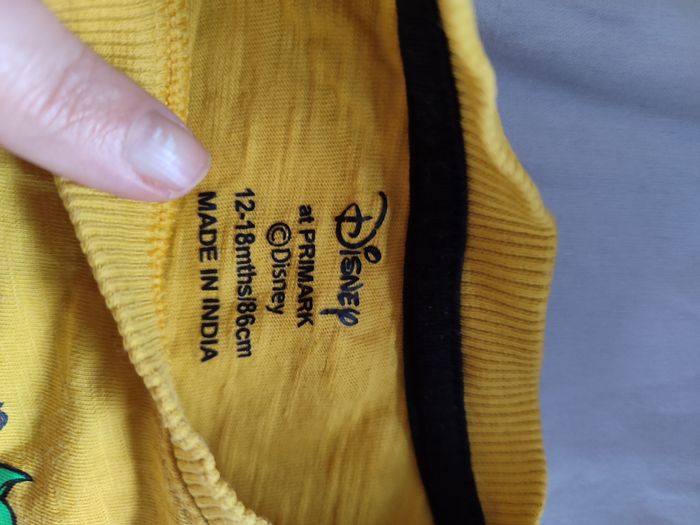 Disney
at PRIMARK
©Disney
12-18mths/86cm
MADE IN INDIA